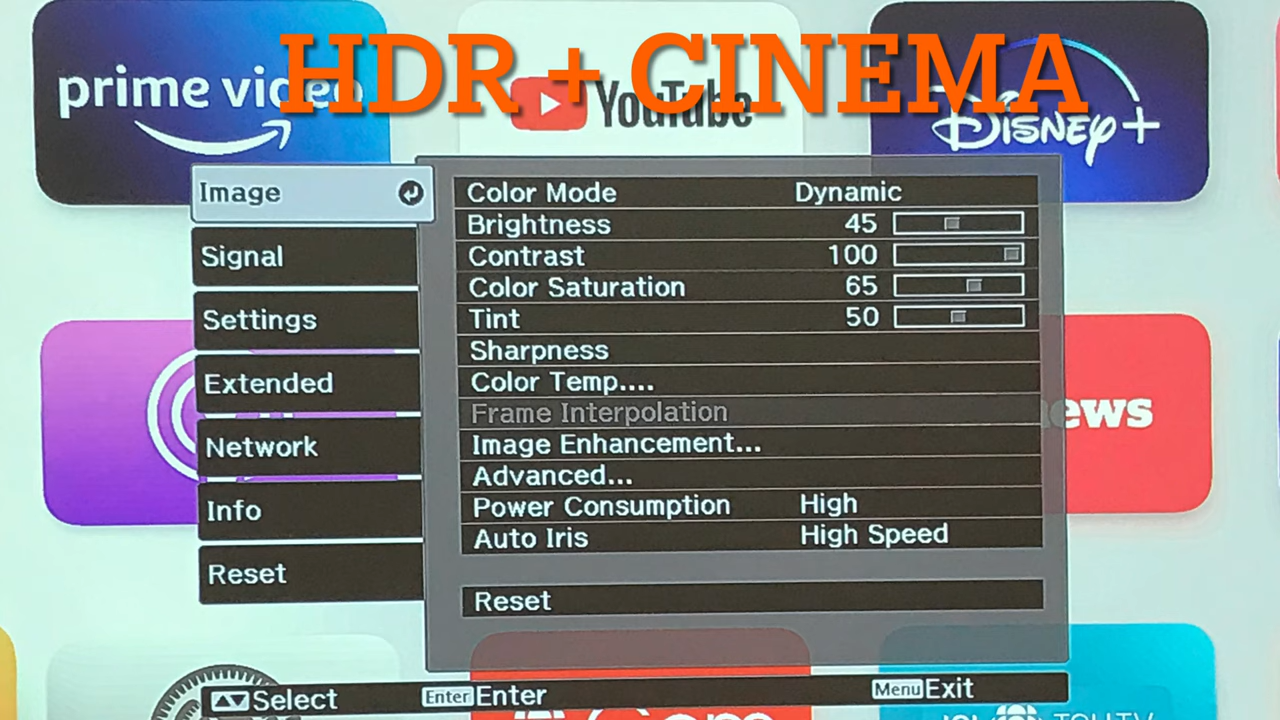 HDR + CINEMA
prime video
YouTube
Disney+
Image
Signal
Settings
Extended
Network
Info
Reset
Color Mode Dynamic
Brightness 45
Contrast 100
Color Saturation 65
Tint 50
Sharpness
Color Temp....
Frame Interpolation
Image Enhancement...
Advanced...
Power Consumption High
Auto Iris High Speed
Reset
ews
Select Enter Enter Menu Exit